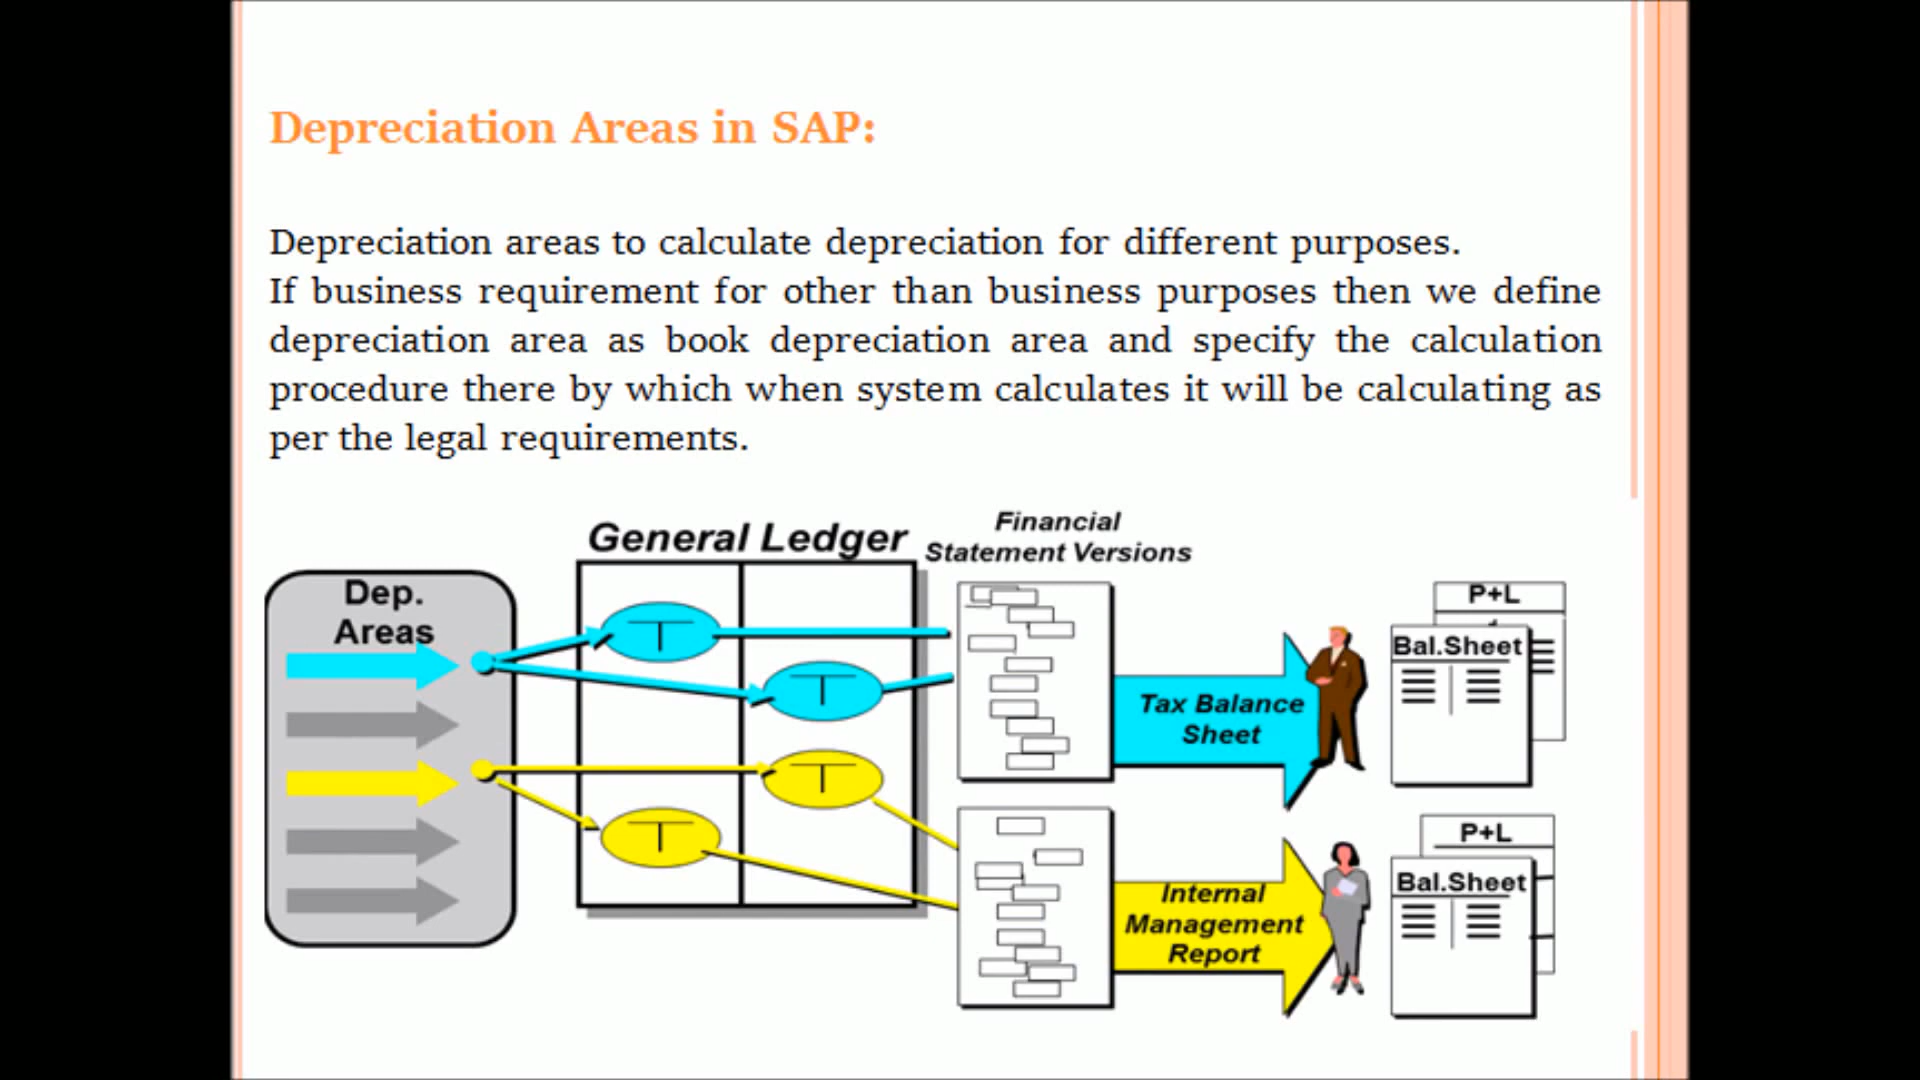 Depreciation Areas in SAP:
Depreciation areas to calculate depreciation for different purposes.
If business requirement for other than business purposes then we define
depreciation area as book depreciation area and specify the calculation
procedure there by which when system calculates it will be calculating as
per the legal requirements.
General Ledger
Financial
Statement Versions
Dep.
Areas
T
T
T
T
Tax Balance
Sheet
P+L
Bal.Sheet
Internal
Management
Report
P+L
Bal.Sheet